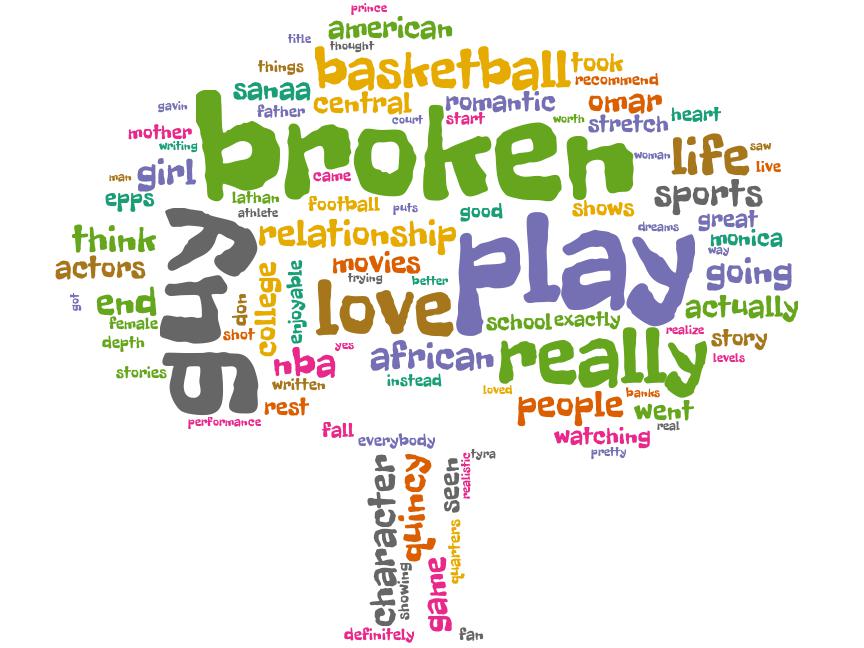 prince
american
title
thought
basketball
took
things
recommend
sanaa
central
romantic
omar
gavin
father
court
start
worth
stretch
heart
mother
writing
broken
woman
life
saw
live
man
girl
came
sports
epps
lathan
athlete
football
puts
good
shows
great
think
guy
relationship
play
dreams
monica
way
actors
movies
going
trying
better
got
end
don
college
enjoyable
love
actually
female
shot
school
exactly
realize
depth
yes
african
really
story
levels
stories
nba
instead
written
loved
people
banks
went
rest
real
performance
fall
everybody
watching
pretty
character
quincy
seen
realistic
tyra
showing
game
quarters
definitely
fan